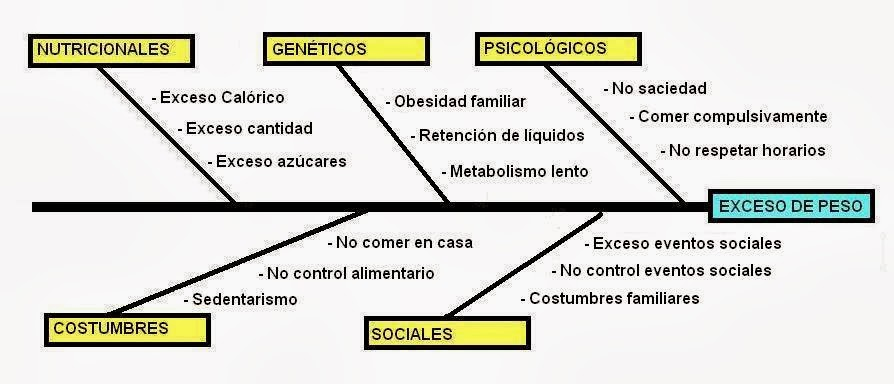 NUTRICIONALES
GENÉTICOS
PSICOLÓGICOS
- Exceso Calórico
- Exceso cantidad
- Exceso azúcares
- Obesidad familiar
- Retención de líquidos
- Metabolismo lento
- No saciedad
- Comer compulsivamente
- No respetar horarios
EXCESO DE PESO
- No comer en casa
- No control alimentario
- Sedentarismo
COSTUMBRES
- Exceso eventos sociales
- No control eventos sociales
- Costumbres familiares
SOCIALES